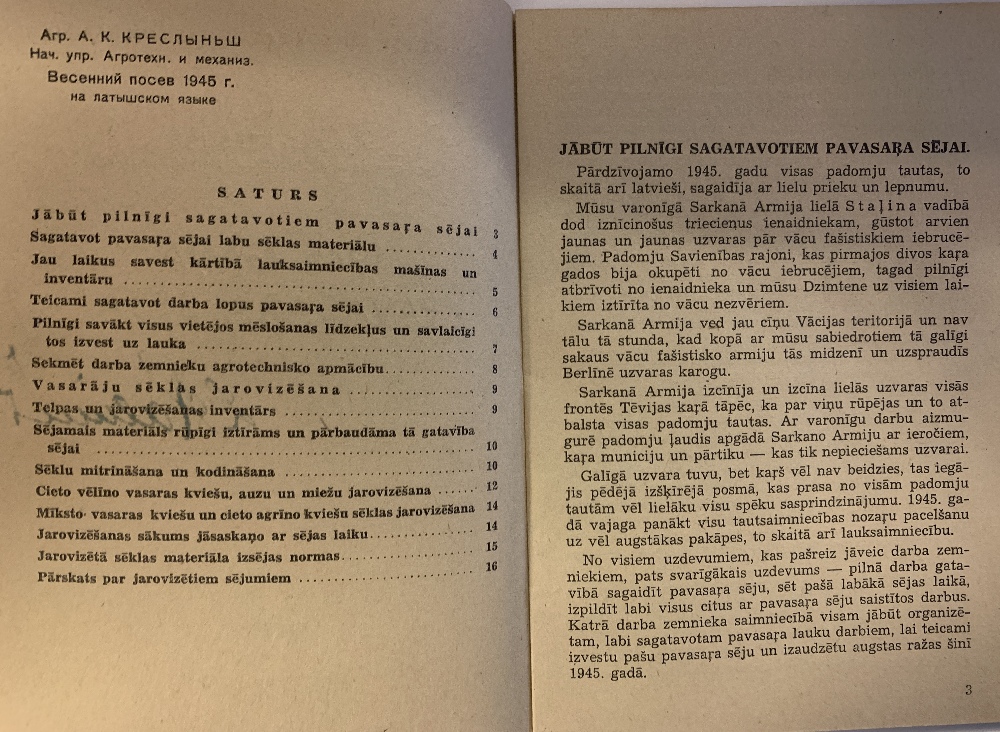 Агр. А. К. КРЕСЛЫНЬШ
Нач. упр. Агротехн. и механиз.
Весенний посев 1945 г.
на латышском языке
SATURS
Jābūt pilnīgi sagatavotiem pavasaŗa sējai 3
Sagatavot pavasaŗa sējai labu sēklas materiālu ........ 4
Jau laikus savest kārtībā lauksaimniecības mašīnas un
inventāru ........ 5
Teicami sagatavot darba lopus pavasaŗa sējai ........ 6
Pilnīgi savākt visus vietējos mēslošanas līdzekļus un savlaicīgi
tos izvest uz lauka ........ 7
Sekmēt darba zemnieku agrotechnisko apmācību ........ 8
Vasarāju sēklas jarovizēšana ........ 9
Telpas un jarovizēšanas inventārs ........ 9
Sējamais materiāls rūpīgi iztīrāms un pārbaudāma tā gatavība
sējai ........ 10
Sēklu mitrināšana un kodināšana ........ 10
Cieto vēlīno vasaras kviešu, auzu un miežu jarovizēšana ...... 12
Mīksto vasaras kviešu un cieto agrīno kviešu sēklas jarovizēšana 14
Jarovizēšanas sākums jāsaskaņo ar sējas laiku ........ 14
Jarovizētā sēklas materiāla izsējas normas ........ 15
Pārskats par jarovizētiem sējumiem ........ 16
JĀBŪT PILNĪGI SAGATAVOTIEM PAVASAŖA SĒJAI.
Pārdzīvojamo 1945. gadu visas padomju tautas, to
skaitā arī latvieši, sagaidīja ar lielu prieku un lepnumu.
Mūsu varonīgā Sarkanā Armija lielā Staļina vadībā
dod iznīcinošus triecienus ienaidniekam, gūstot arvien
jaunas un jaunas uzvaras pār vācu fašistiskiem iebrucē-
jiem. Padomju Savienības rajoni, kas pirmajos divos kaŗa
gados bija okupēti no vācu iebrucējiem, tagad pilnīgi
atbrīvoti no ienaidnieka un mūsu Dzimtene uz visiem lai-
kiem iztīrīta no vācu nezvēriem.
Sarkanā Armija ved jau cīņu Vācijas teritorijā un nav
tālu tā stunda, kad kopā ar mūsu sabiedrotiem tā galīgi
sakaus vācu fašistisko armiju tās midzenī un uzspraudīs
Berlīnē uzvaras karogu.
Sarkanā Armija izcīnīja un izcīna lielās uzvaras visās
frontēs Tēvijas kaŗā tāpēc, ka par viņu rūpējas un to at-
balsta visas padomju tautas. Ar varonīgu darbu aizmu-
gurē padomju ļaudis apgādā Sarkano Armiju ar ieročiem,
kaŗa municiju un pārtiku — kas tik nepieciešams uzvarai.
Galīgā uzvara tuvu, bet kaŗš vēl nav beidzies, tas iegā-
jis pēdējā izšķīrējā posmā, kas prasa no visām padomju
tautām vēl lielāku visu spēku sasprindzinājumu. 1945. ga-
dā vajaga panākt visu tautsaimniecības nozaŗu pacelšanu
uz vēl augstākas pakāpes, to skaitā arī lauksaimniecību.
No visiem uzdevumiem, kas pašreiz jāveic darba zem-
niekiem, pats svarīgākais uzdevums — pilnā darba gata-
vībā sagaidīt pavasaŗa sēju, sēt pašā labākā sējas laikā,
izpildīt labi visus citus ar pavasaŗa sēju saistītos darbus.
Katrā darba zemnieka saimniecībā visam jābūt organizē-
tam, labi sagatavotam pavasaŗa lauku darbiem, lai teicami
izvestu pašu pavasaŗa sēju un izaudzētu augstas ražas šinī
1945. gadā.
3